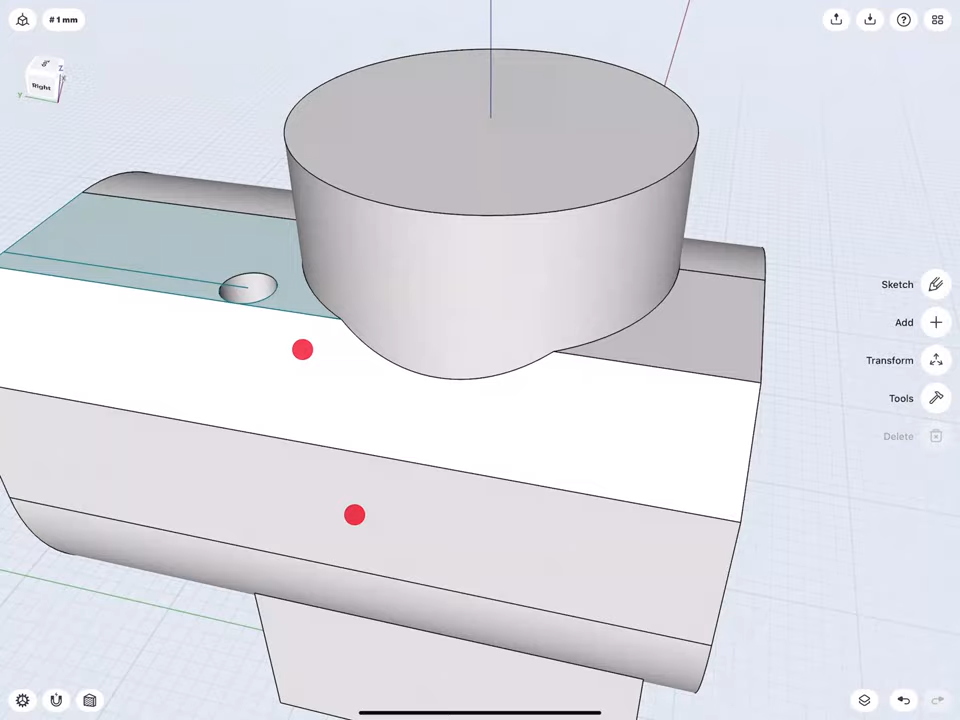 # 1 mm
Z
X
Right
Y
Sketch
Add
Transform
Tools
Delete